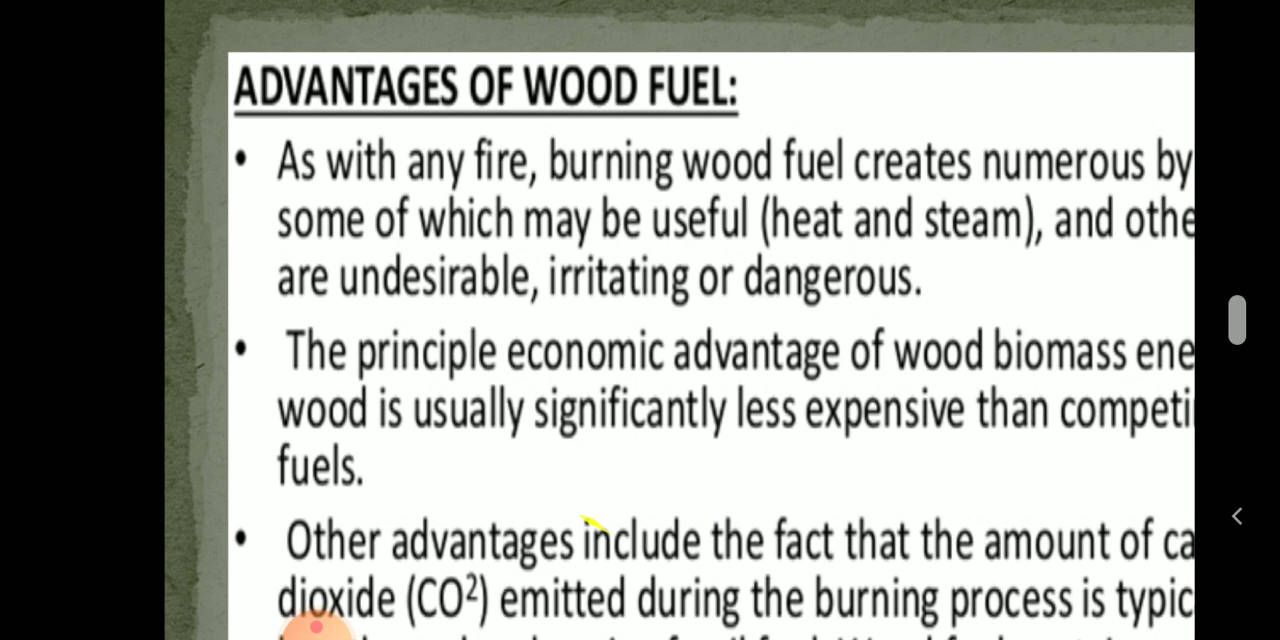 ADVANTAGES OF WOOD FUEL:
• As with any fire, burning wood fuel creates numerous by
some of which may be useful (heat and steam), and othe
are undesirable, irritating or dangerous.
• The principle economic advantage of wood biomass ene
wood is usually significantly less expensive than competi
fuels.
• Other advantages include the fact that the amount of ca
dioxide (CO²) emitted during the burning process is typic